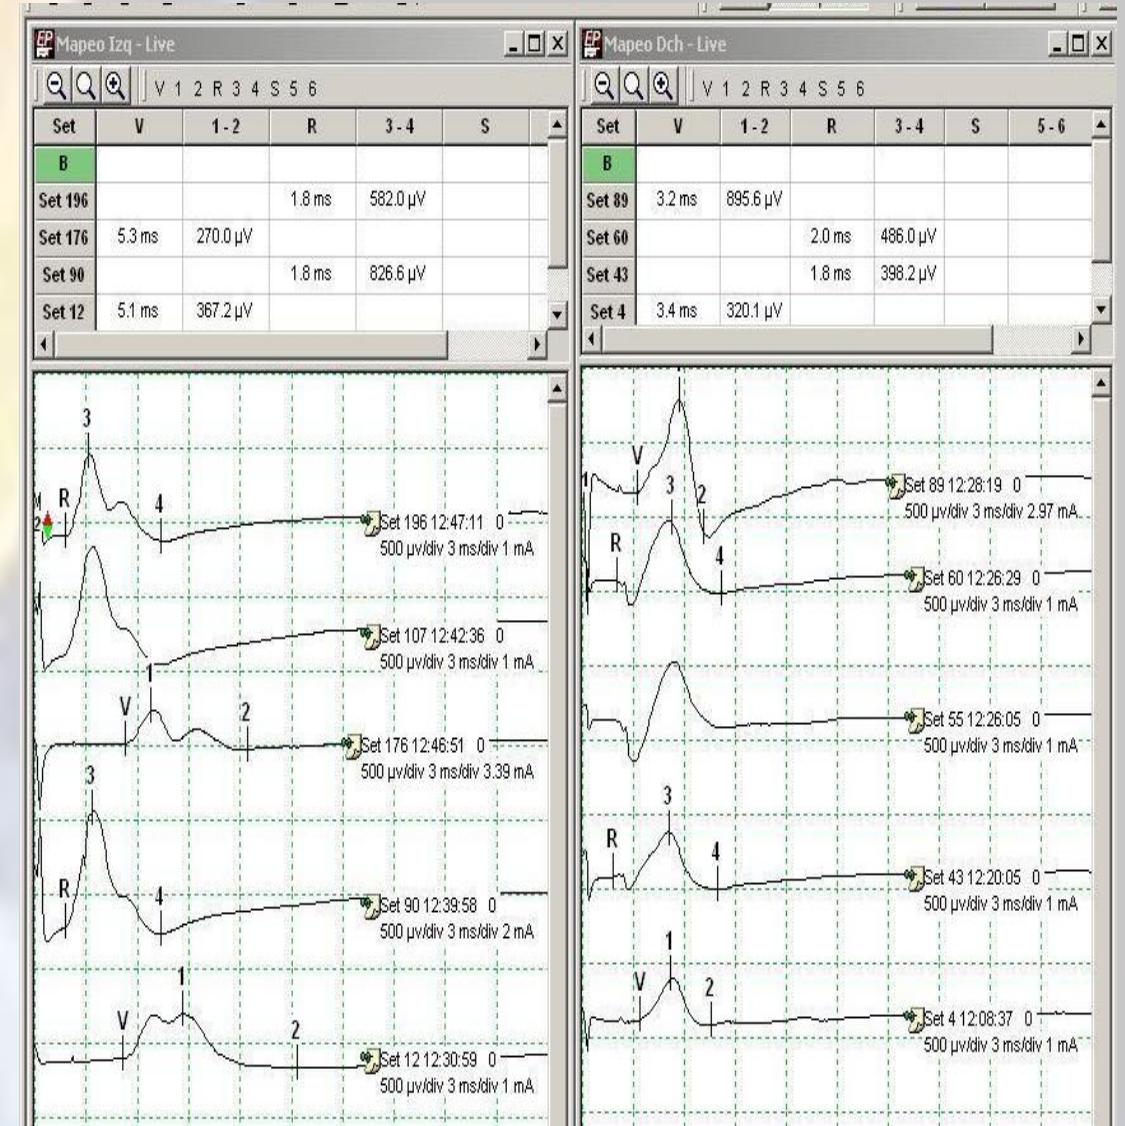 EP Mapeo Izq - Live
V 1 2 R 3 4 S 5 6
Set V 1 - 2 R 3 - 4 S
B
Set 196 1.8 ms 582.0 µV
Set 176 5.3 ms 270.0 µV
Set 90 1.8 ms 826.6 µV
Set 12 5.1 ms 367.2 µV
3
R
4
2
Set 196 12:47:11 0
500 µv/div 3 ms/div 1 mA
Set 107 12:42:36 0
500 µv/div 3 ms/div 1 mA
1
V
2
Set 176 12:46:51 0
500 µv/div 3 ms/div 3.39 mA
3
R
4
Set 90 12:39:58 0
500 µv/div 3 ms/div 2 mA
1
V
2
Set 12 12:30:59 0
500 µv/div 3 ms/div 1 mA
EP Mapeo Dch - Live
V 1 2 R 3 4 S 5 6
Set V 1 - 2 R 3 - 4 S 5 - 6
B
Set 89 3.2 ms 895.6 µV
Set 60 2.0 ms 486.0 µV
Set 43 1.8 ms 398.2 µV
Set 4 3.4 ms 320.1 µV
V
2
Set 89 12:28:19 0
500 µv/div 3 ms/div 2.97 mA
3
R
4
Set 60 12:26:29 0
500 µv/div 3 ms/div 1 mA
Set 55 12:26:05 0
500 µv/div 3 ms/div 1 mA
3
R
4
Set 43 12:20:05 0
500 µv/div 3 ms/div 1 mA
1
V
2
Set 4 12:08:37 0
500 µv/div 3 ms/div 1 mA